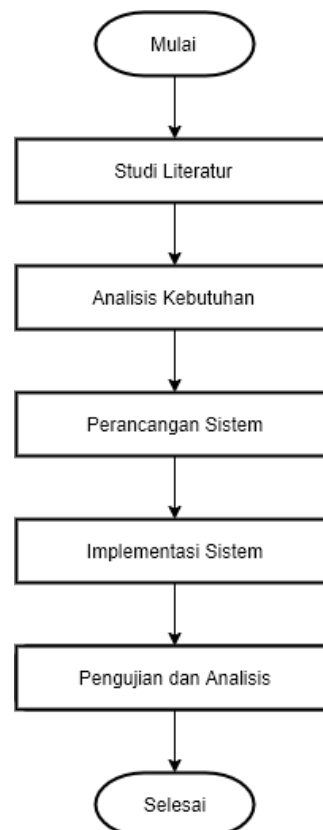 Mulai
Studi Literatur
Analisis Kebutuhan
Perancangan Sistem
Implementasi Sistem
Pengujian dan Analisis
Selesai